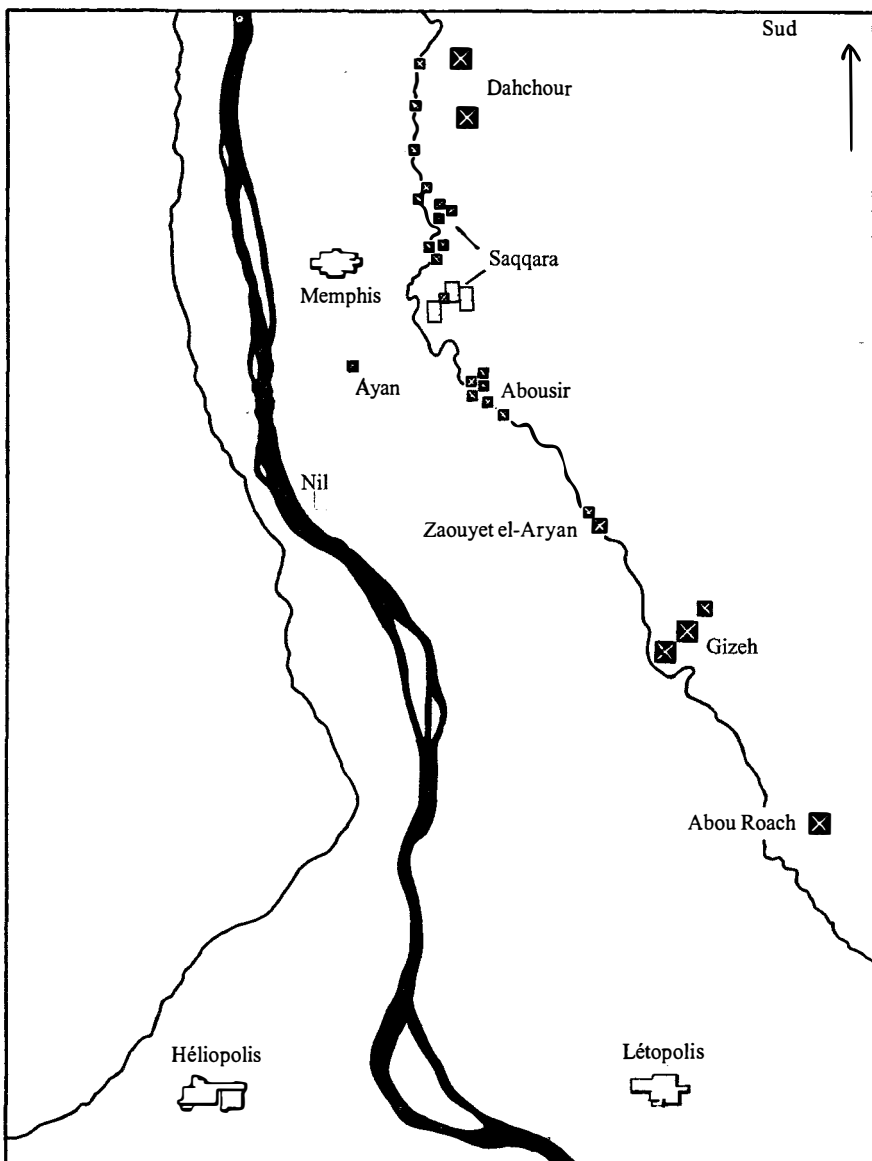 Sud
Dahchour
Saqqara
Memphis
Ayan
Abousir
Nil
Zaouyet el-Aryan
Gizeh
Abou Roach
Héliopolis
Létopolis